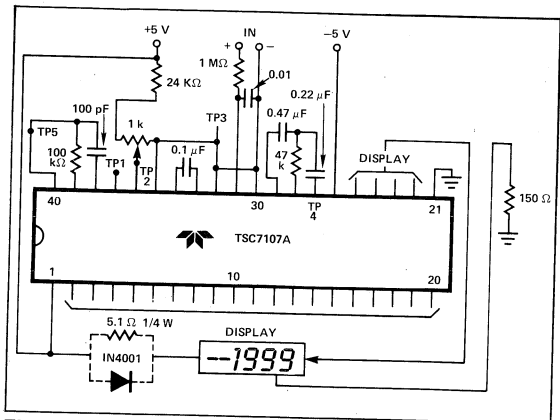 +5 V
IN
−5 V
+
−
1 MΩ
24 KΩ
0.01
0.22 µF
100 pF
0.47 µF
TP3
TP5
1 k
100
kΩ
TP1
TP
2
0.1 µF
47
k
DISPLAY
TP
4
150 Ω
40
30
21
TSC7107A
1
10
20
5.1 Ω 1/4 W
IN4001
DISPLAY
--1999